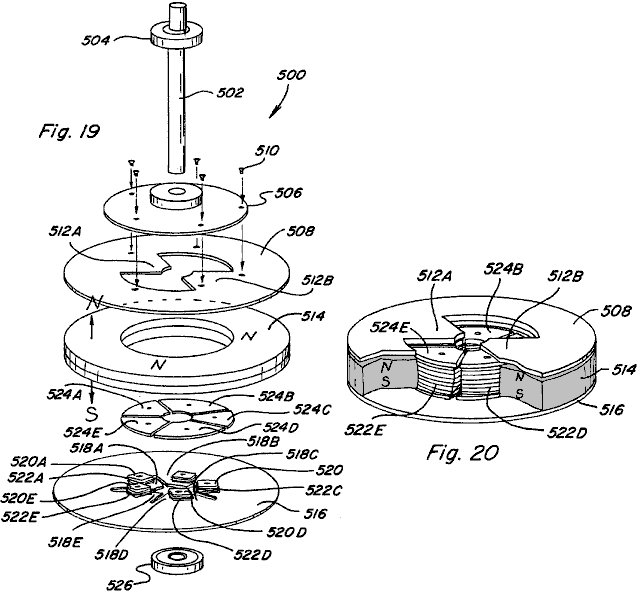 504
500
502
Fig. 19
510
506
512A
508
512B
N
514
N
N
S
524A
524B
524C
524E
524D
518A
518B
520A
518C
520
522A
522C
520E
522E
516
518E
518D
520D
522D
526
512A
524B
512B
508
524E
N
S
N
S
514
516
522E
522D
Fig. 20